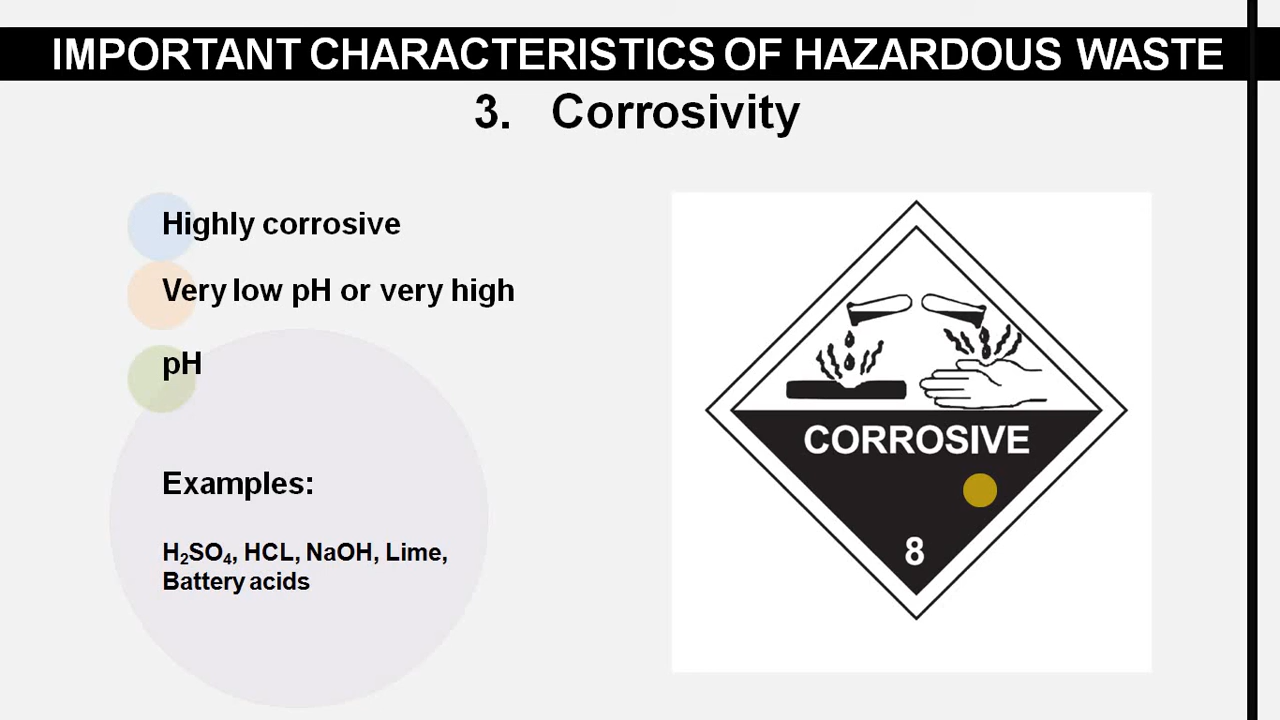 IMPORTANT CHARACTERISTICS OF HAZARDOUS WASTE
3. Corrosivity
Highly corrosive
Very low pH or very high
pH
Examples:
H₂SO₄, HCL, NaOH, Lime,
Battery acids
CORROSIVE
8